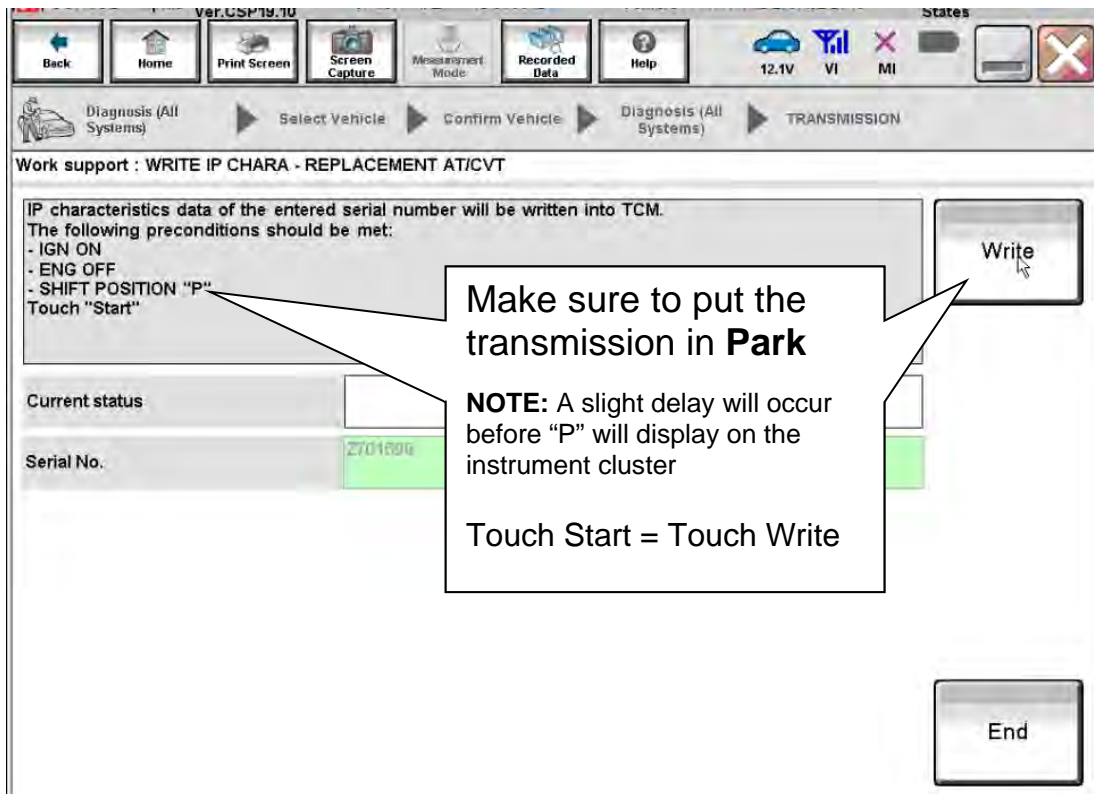 Ver.CSP19.10
States
Back
Home
Print Screen
Screen
Capture
Measurement
Mode
Recorded
Data
Help
12.1V
VI
MI
Diagnosis (All
Systems)
Select Vehicle
Confirm Vehicle
Diagnosis (All
Systems)
TRANSMISSION
Work support : WRITE IP CHARA - REPLACEMENT AT/CVT
IP characteristics data of the entered serial number will be written into TCM.
The following preconditions should be met:
- IGN ON
- ENG OFF
- SHIFT POSITION "P"
Touch "Start"
Write
Make sure to put the
transmission in Park
NOTE: A slight delay will occur
before “P” will display on the
instrument cluster
Touch Start = Touch Write
Current status
Serial No.
End